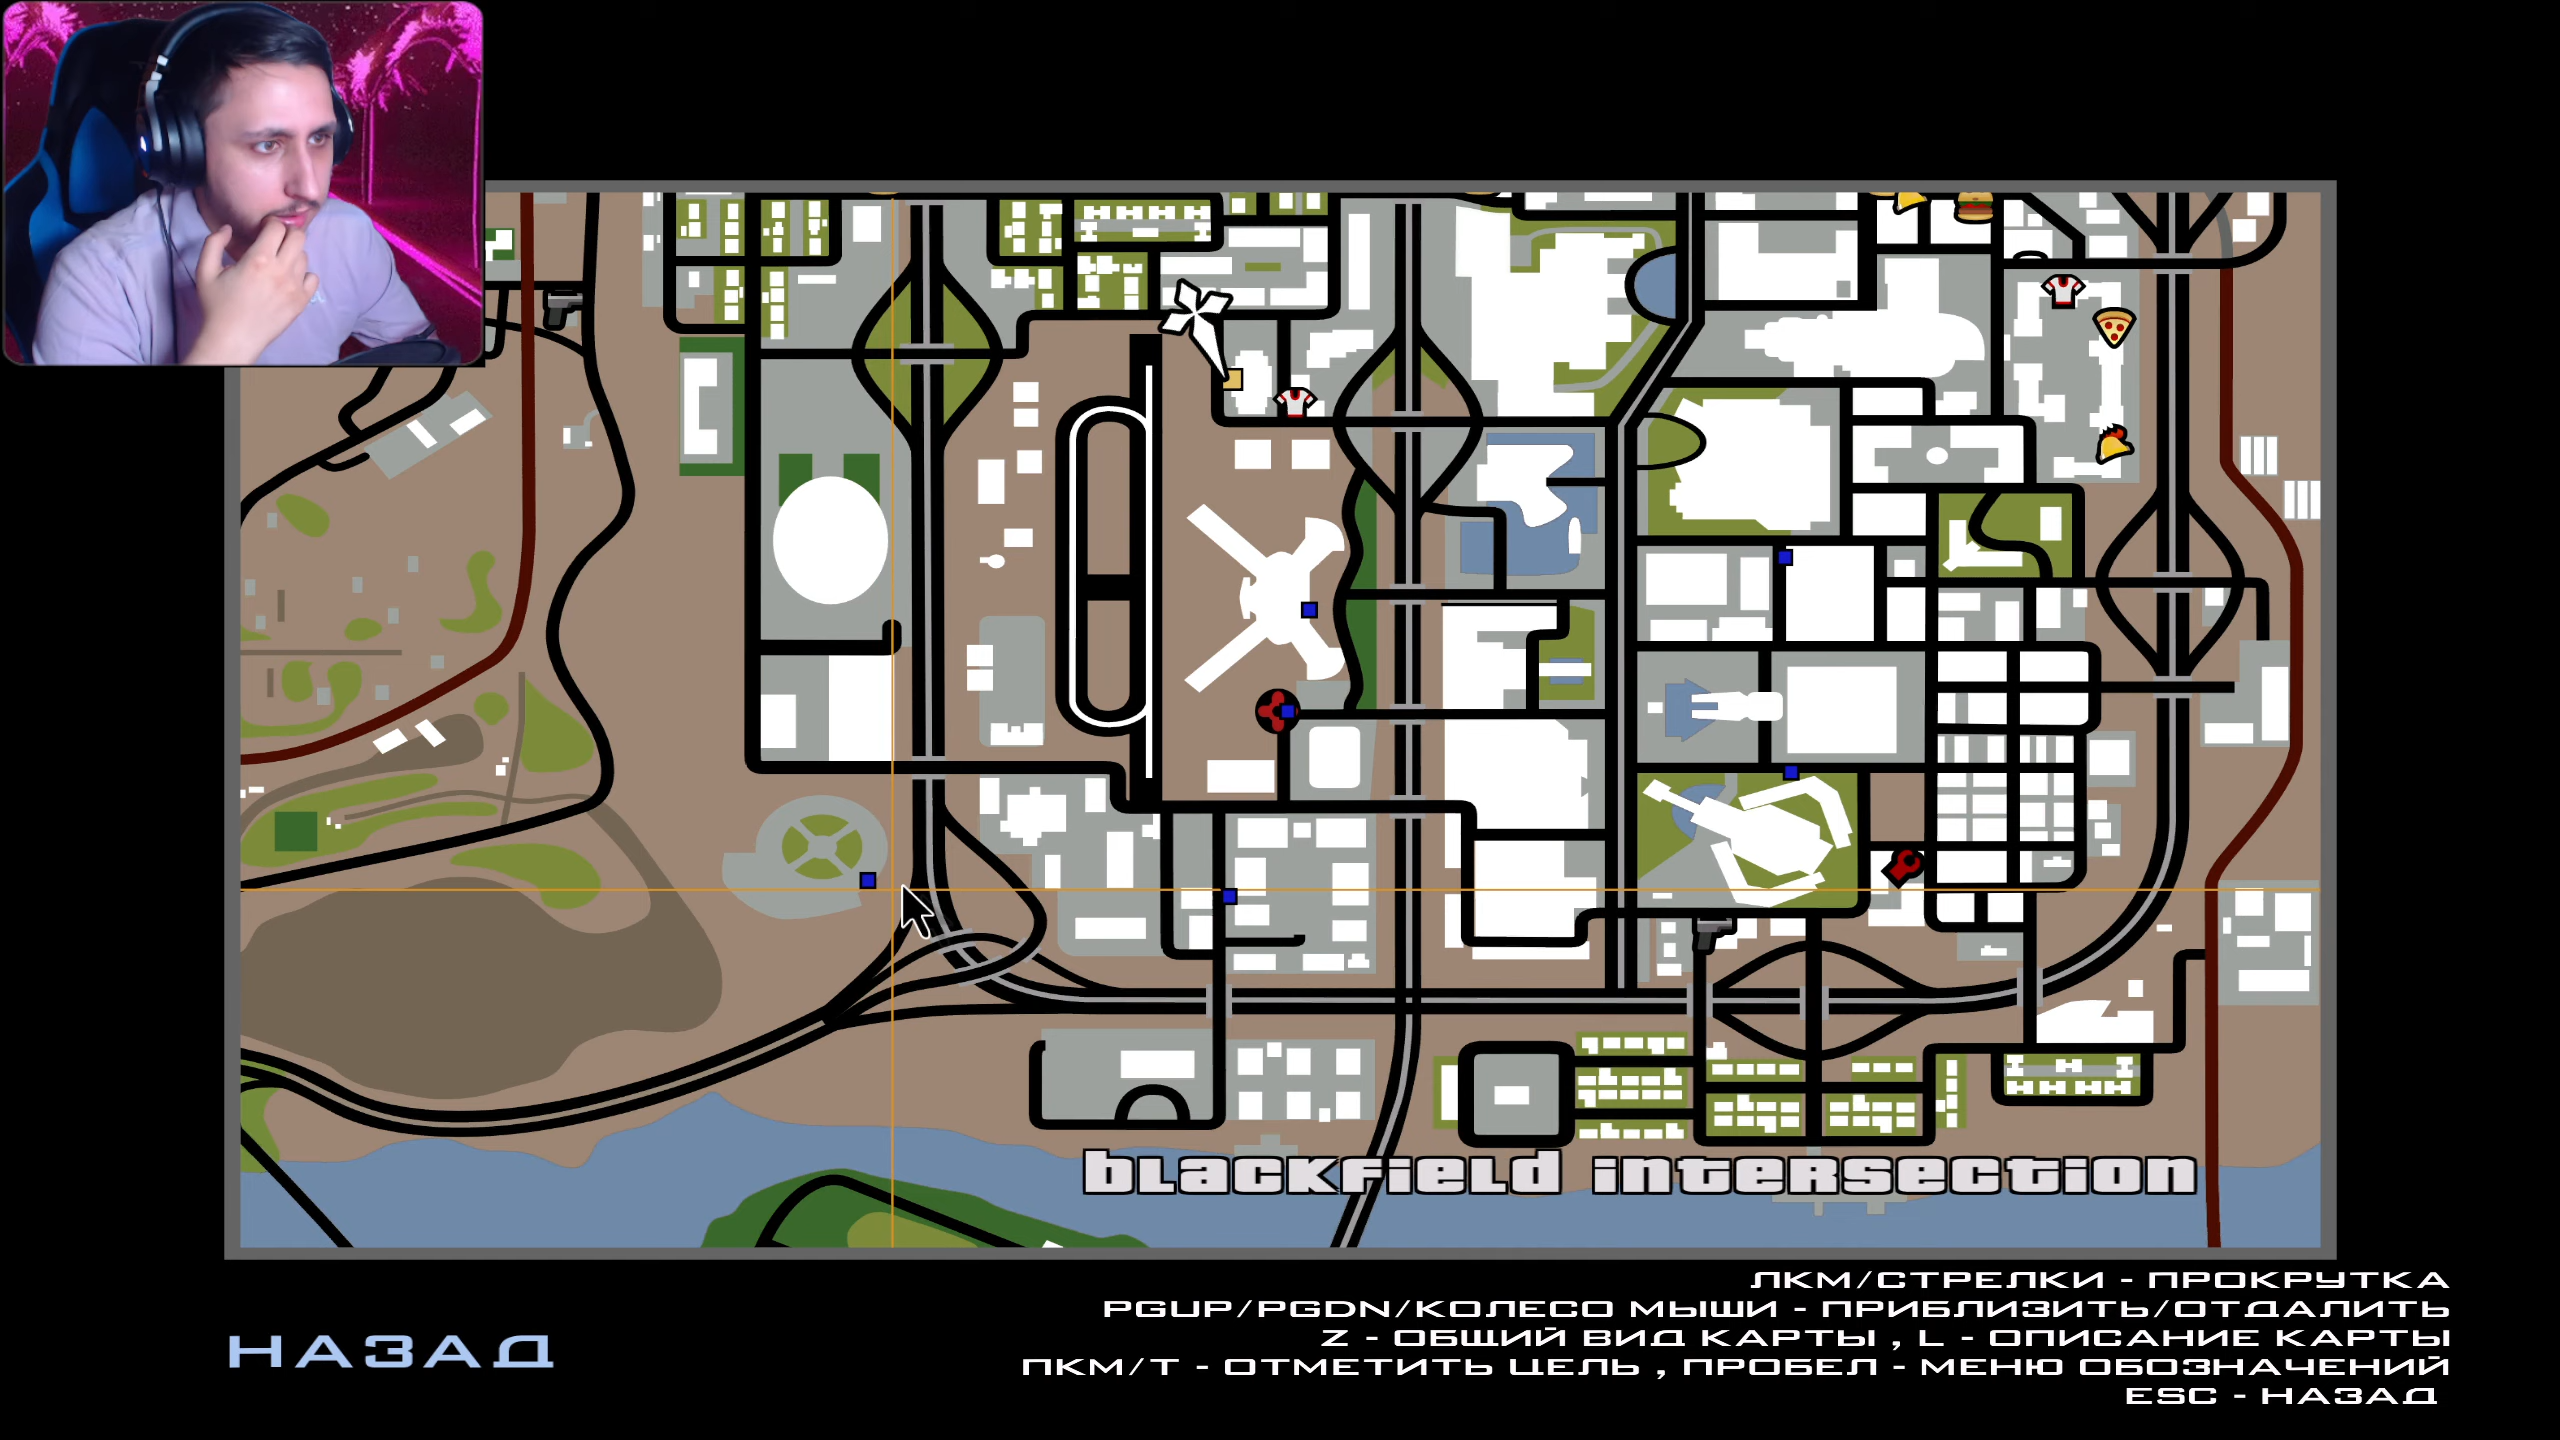 blackfield intersection
ЛКМ/СТРЕЛКИ - ПРОКРУТКА
PGUP/PGDN/КОЛЕСО МЫШИ - ПРИБЛИЗИТЬ/ОТДАЛИТЬ
Z - ОБЩИЙ ВИД КАРТЫ , L - ОПИСАНИЕ КАРТЫ
ПКМ/T - ОТМЕТИТЬ ЦЕЛЬ , ПРОБЕЛ - МЕНЮ ОБОЗНАЧЕНИЙ
ESC - НАЗАД
НАЗАД